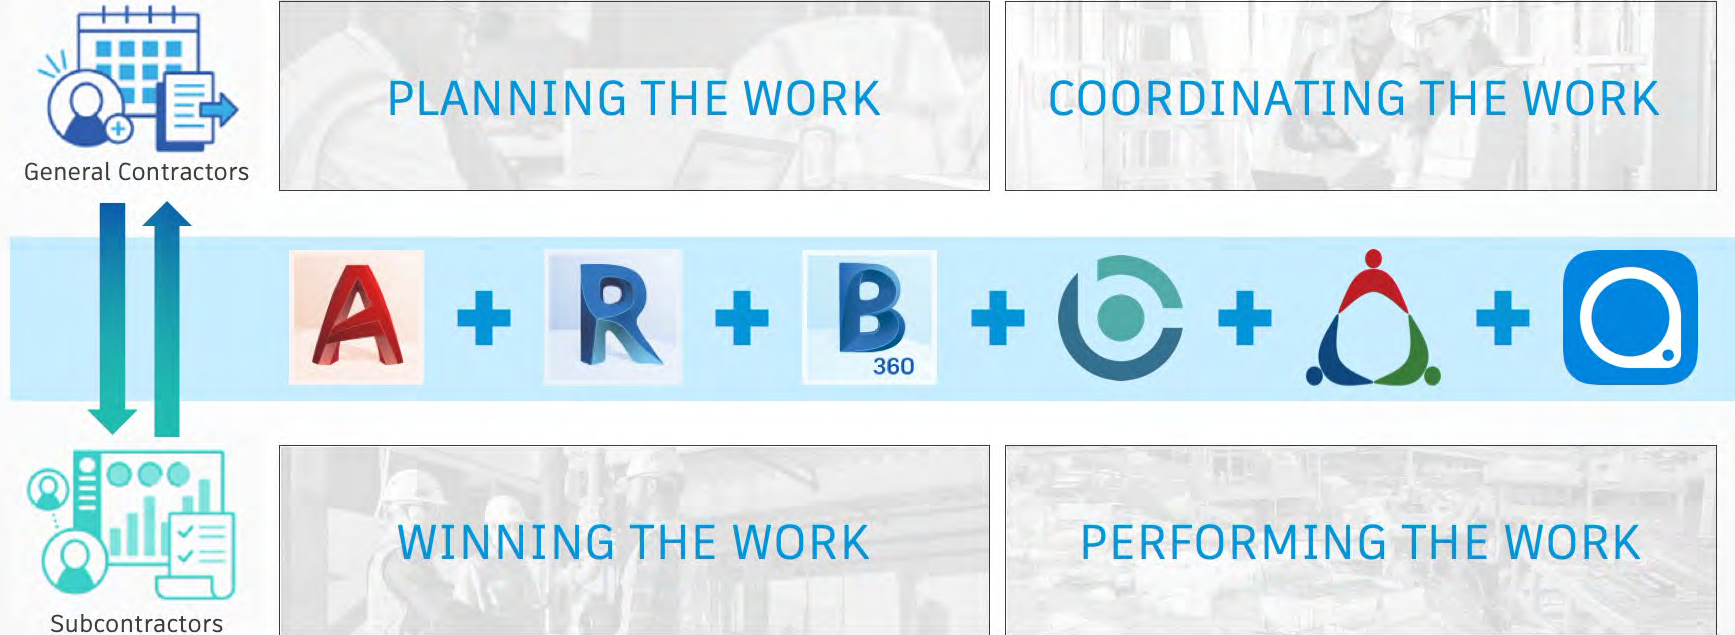 PLANNING THE WORK
COORDINATING THE WORK
General Contractors
A
R
B
360
WINNING THE WORK
PERFORMING THE WORK
Subcontractors